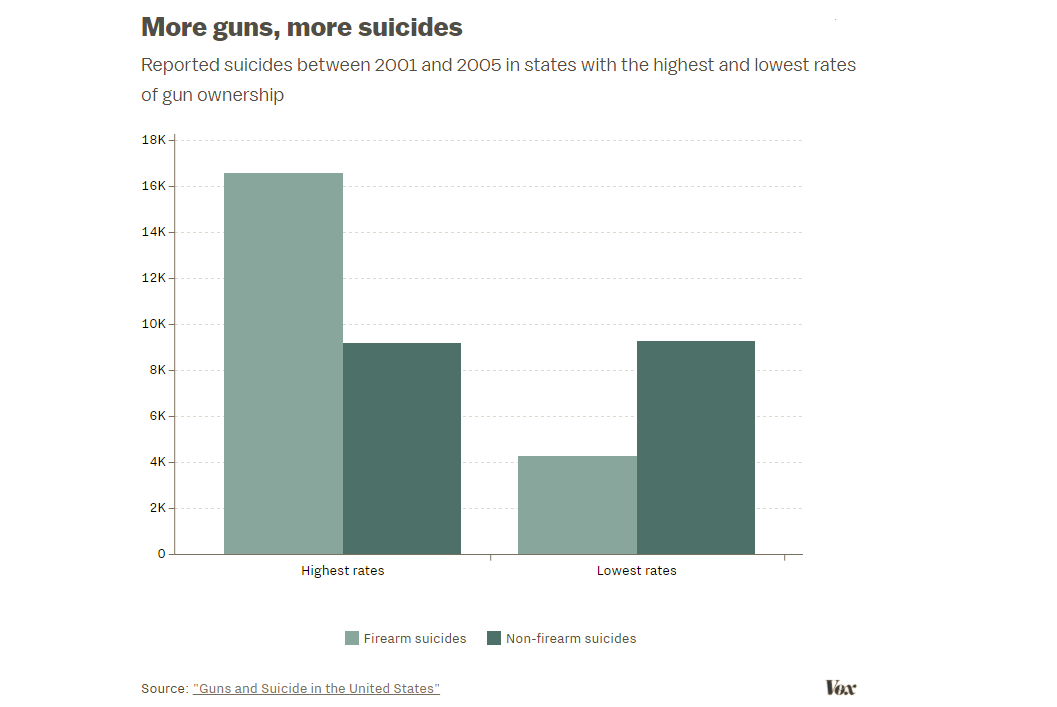 More guns, more suicides
Reported suicides between 2001 and 2005 in states with the highest and lowest rates
of gun ownership
18K
16K
14K
12K
10K
8K
6K
4K
2K
0
Highest rates
Lowest rates
Firearm suicides
Non-firearm suicides
Source: "Guns and Suicide in the United States"
Vox